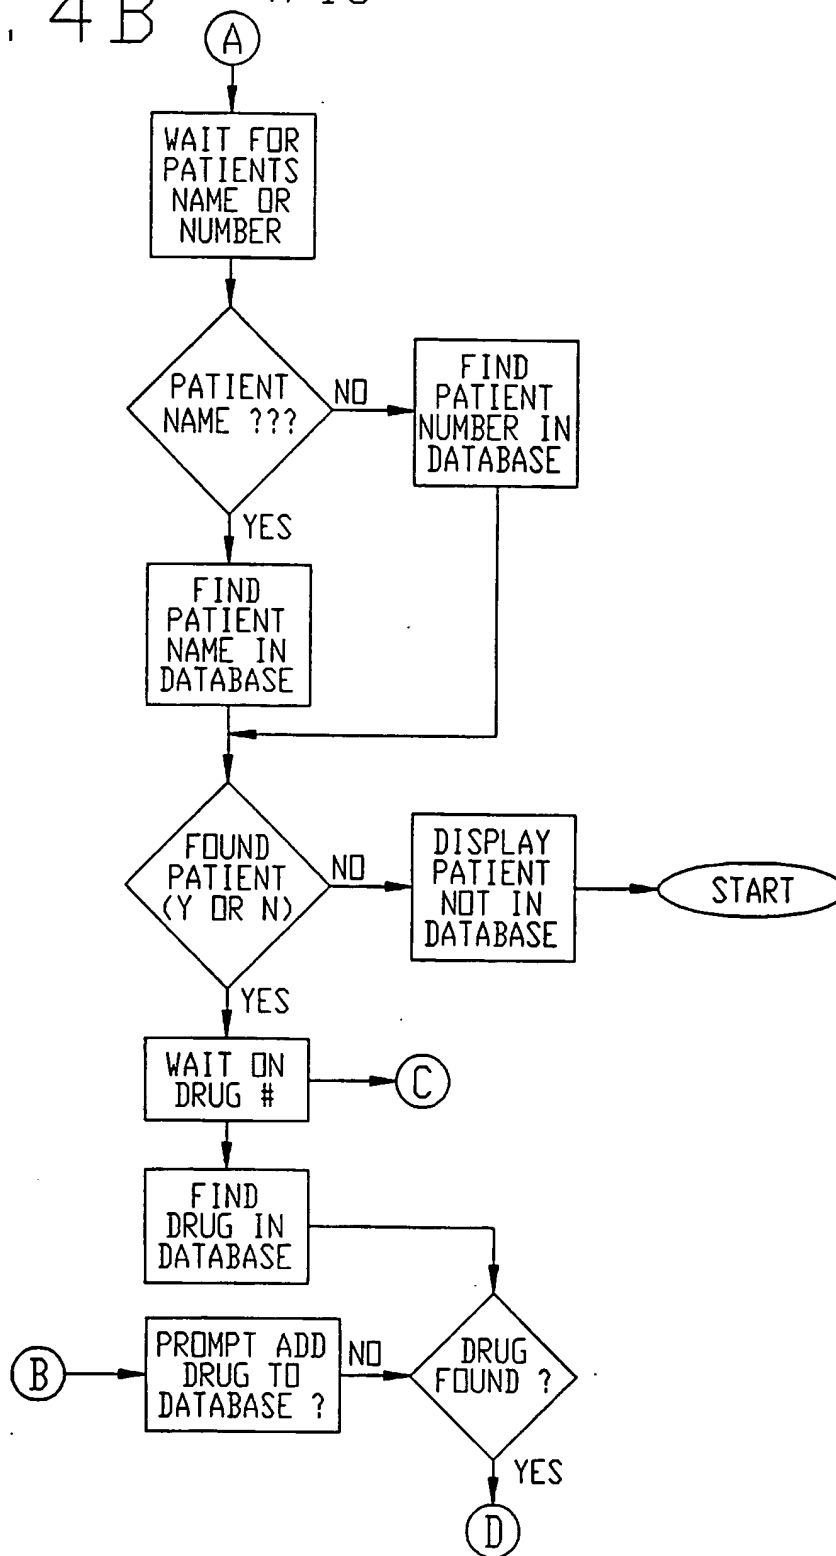 4B
A
WAIT FOR
PATIENTS
NAME OR
NUMBER
PATIENT
NAME ???
NO
FIND
PATIENT
NUMBER IN
DATABASE
YES
FIND
PATIENT
NAME IN
DATABASE
FOUND
PATIENT
(Y OR N)
NO
DISPLAY
PATIENT
NOT IN
DATABASE
START
YES
WAIT ON
DRUG #
C
FIND
DRUG IN
DATABASE
B
PROMPT ADD
DRUG TO
DATABASE ?
NO
DRUG
FOUND ?
YES
D